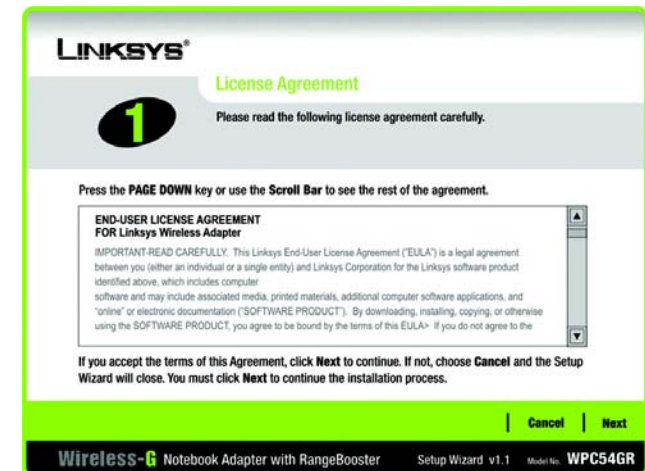 LINKSYS®
License Agreement
1
Please read the following license agreement carefully.
Press the PAGE DOWN key or use the Scroll Bar to see the rest of the agreement.
END-USER LICENSE AGREEMENT
FOR Linksys Wireless Adapter
IMPORTANT-READ CAREFULLY. This Linksys End-User License Agreement ("EULA") is a legal agreement
between you (either an individual or a single entity) and Linksys Corporation for the Linksys software product
identified above, which includes computer
software and may include associated media, printed materials, additional computer software applications, and
"online" or electronic documentation ("SOFTWARE PRODUCT"). By downloading, installing, copying, or otherwise
using the SOFTWARE PRODUCT, you agree to be bound by the terms of this EULA> If you do not agree to the
If you accept the terms of this Agreement, click Next to continue. If not, choose Cancel and the Setup
Wizard will close. You must click Next to continue the installation process.
Cancel | Next
Wireless-G Notebook Adapter with RangeBooster Setup Wizard v1.1 Model No. WPC54GR